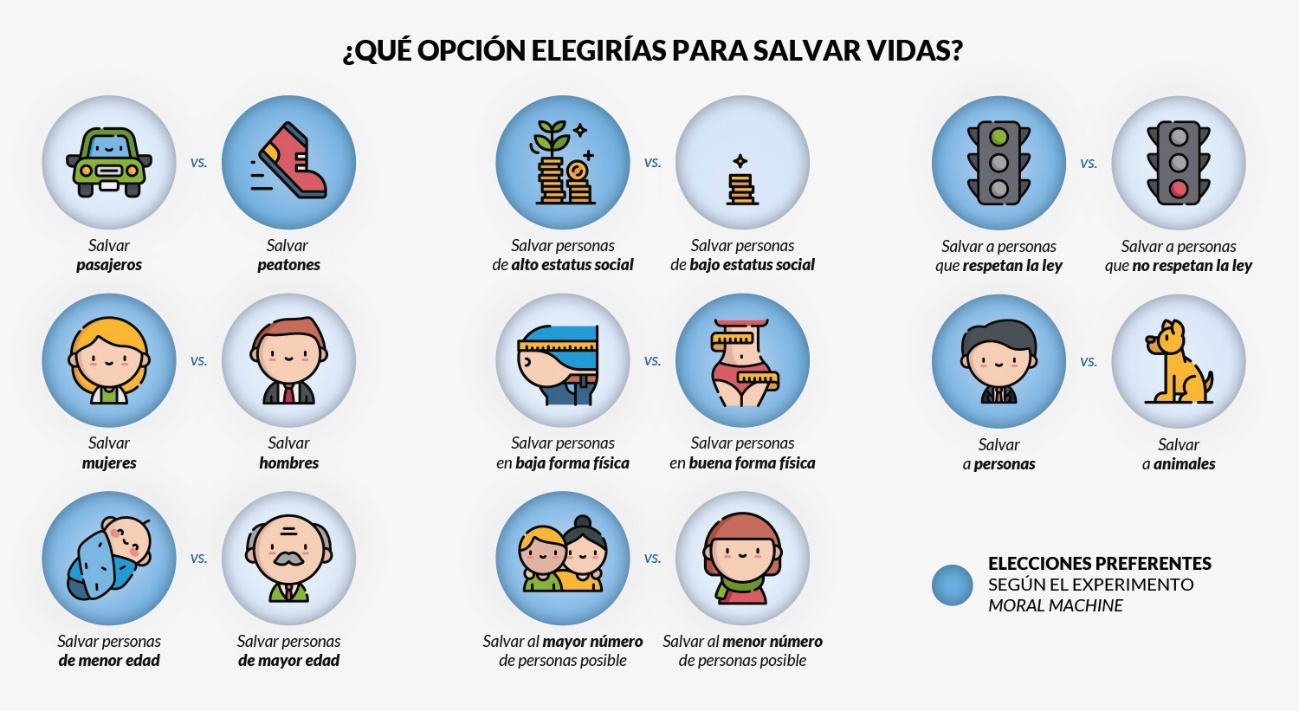 ¿QUÉ OPCIÓN ELEGIRÍAS PARA SALVAR VIDAS?
vs.
Salvar
pasajeros
Salvar
peatones
vs.
Salvar personas
de alto estatus social
Salvar personas
de bajo estatus social
vs.
Salvar a personas
que respetan la ley
Salvar a personas
que no respetan la ley
vs.
Salvar
mujeres
Salvar
hombres
vs.
Salvar personas
en baja forma física
Salvar personas
en buena forma física
vs.
Salvar
a personas
Salvar
a animales
vs.
Salvar personas
de menor edad
Salvar personas
de mayor edad
vs.
Salvar al mayor número
de personas posible
Salvar al menor número
de personas posible
ELECCIONES PREFERENTES
SEGÚN EL EXPERIMENTO
MORAL MACHINE